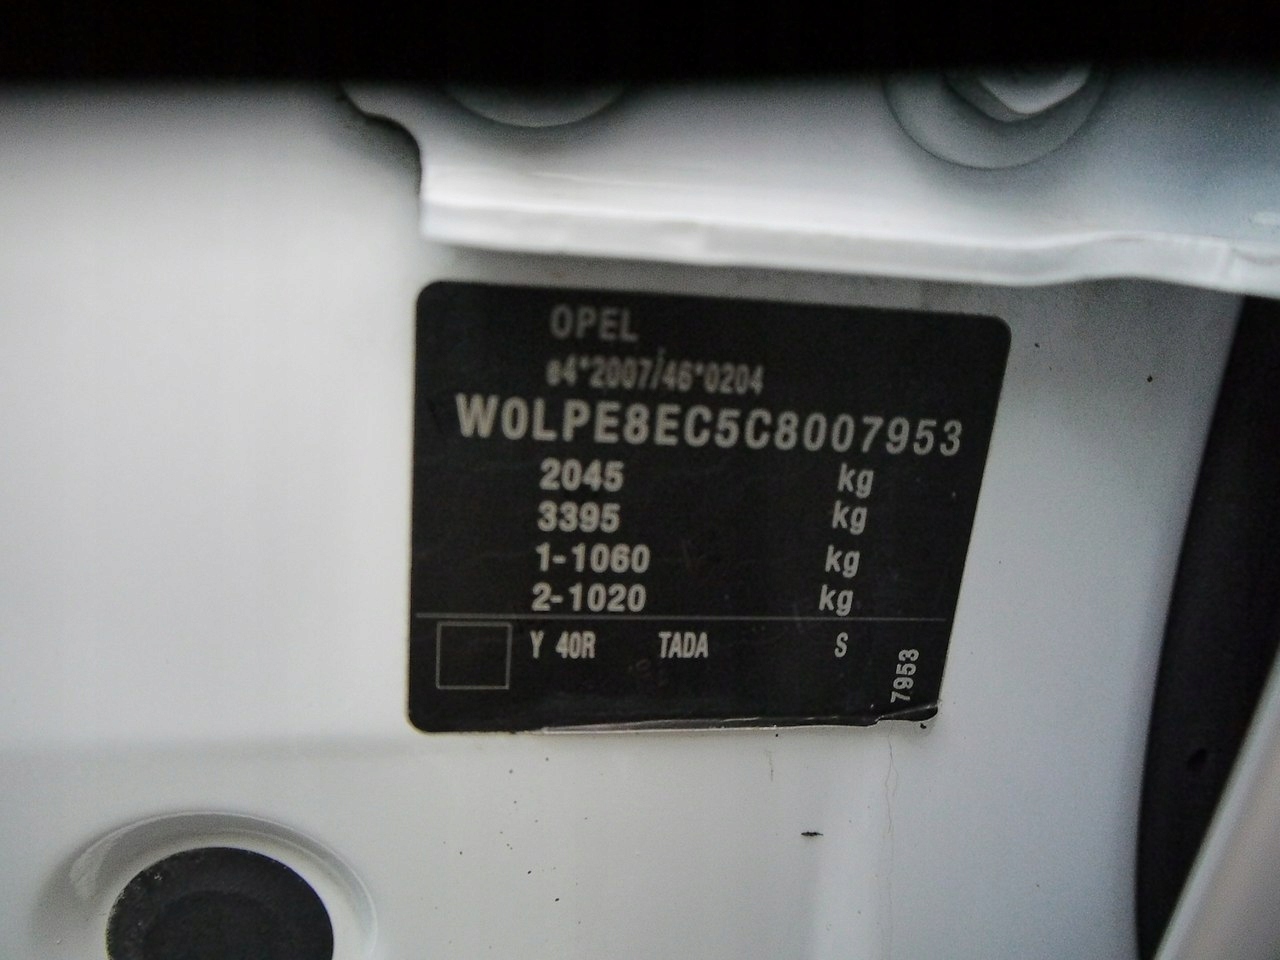 OPEL
e4*2007/46*0204
W0LPE8EC5C8007953
2045 kg
3395 kg
1-1060 kg
2-1020 kg
Y 40R TADA S
7953